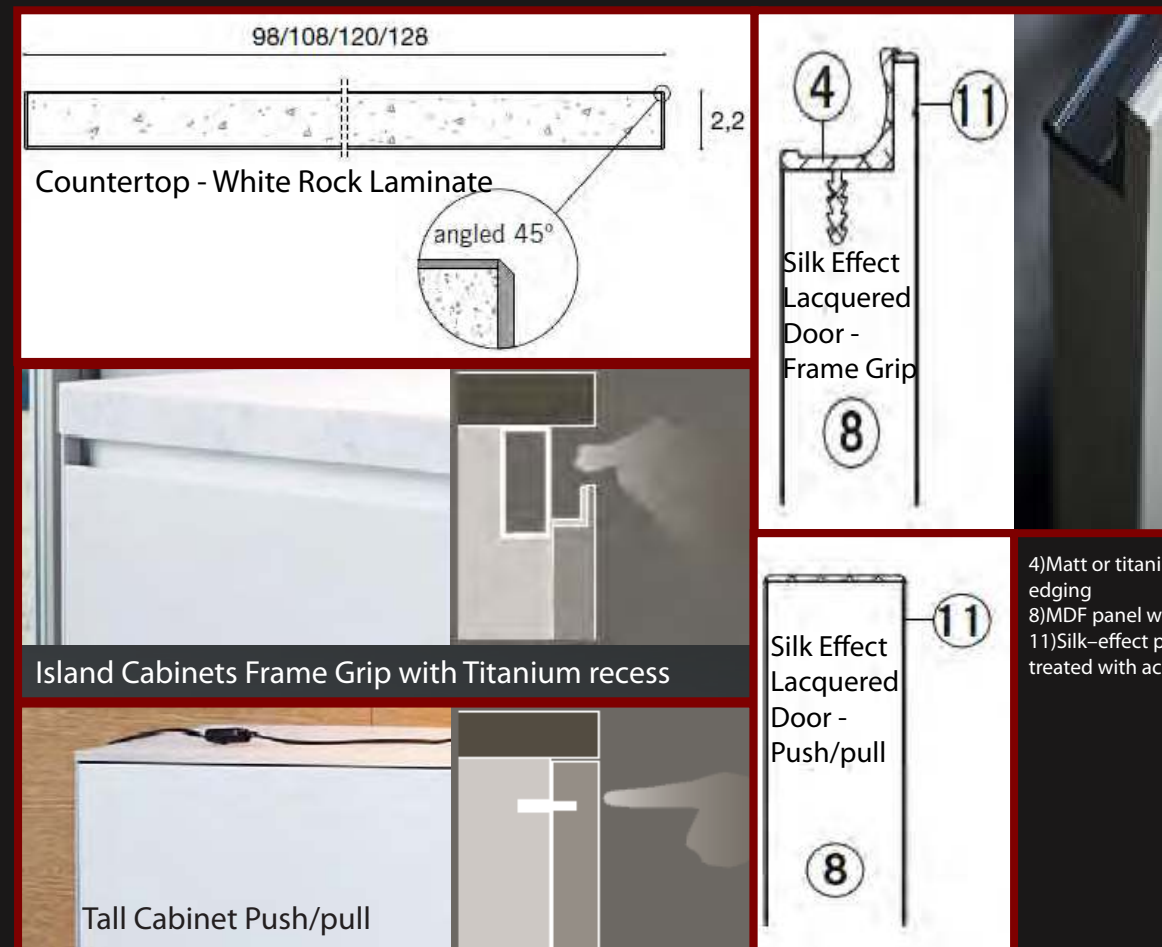 98/108/120/128
2,2
Countertop - White Rock Laminate
angled 45°
4
11
Silk Effect
Lacquered
Door -
Frame Grip
8
Island Cabinets Frame Grip with Titanium recess
Tall Cabinet Push/pull
11
Silk Effect
Lacquered
Door -
Push/pull
8
4)Matt or titani
edging
8)MDF panel w
11)Silk–effect p
treated with ac